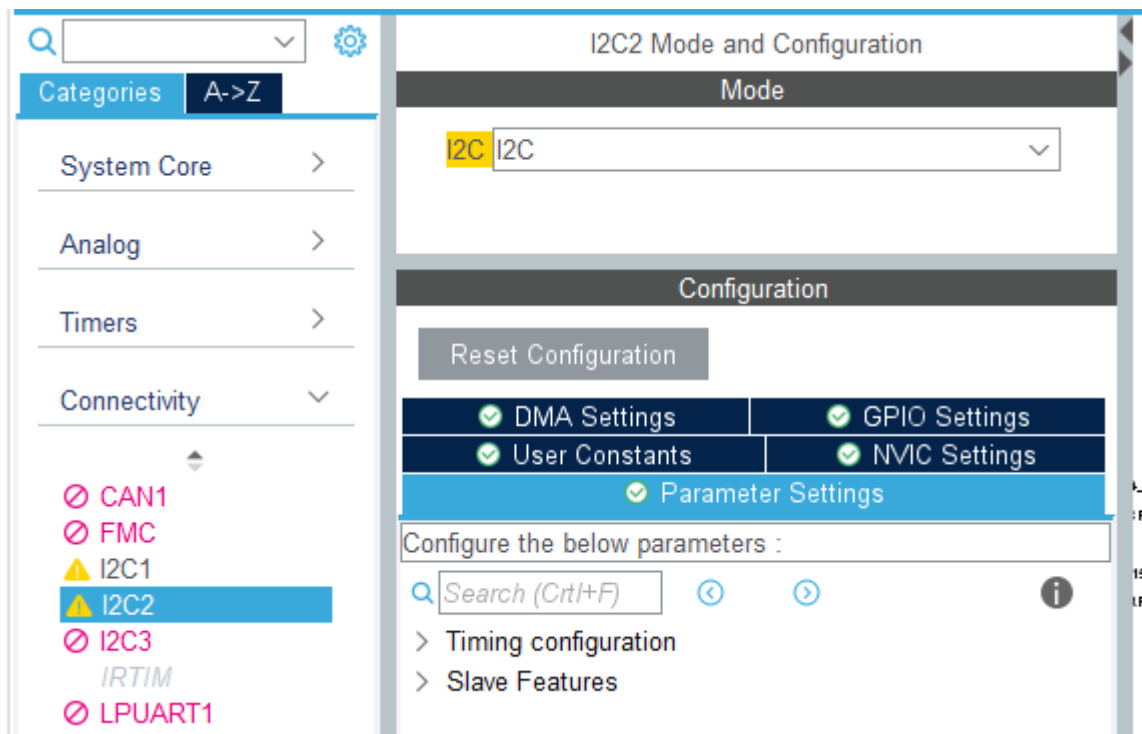 I2C2 Mode and Configuration
Categories A->Z
Mode
I2C I2C
System Core
Analog
Timers
Connectivity
CAN1
FMC
I2C1
I2C2
I2C3
IRTIM
LPUART1
Configuration
Reset Configuration
DMA Settings GPIO Settings
User Constants NVIC Settings
Parameter Settings
Configure the below parameters :
Search (Crtl+F)
Timing configuration
Slave Features